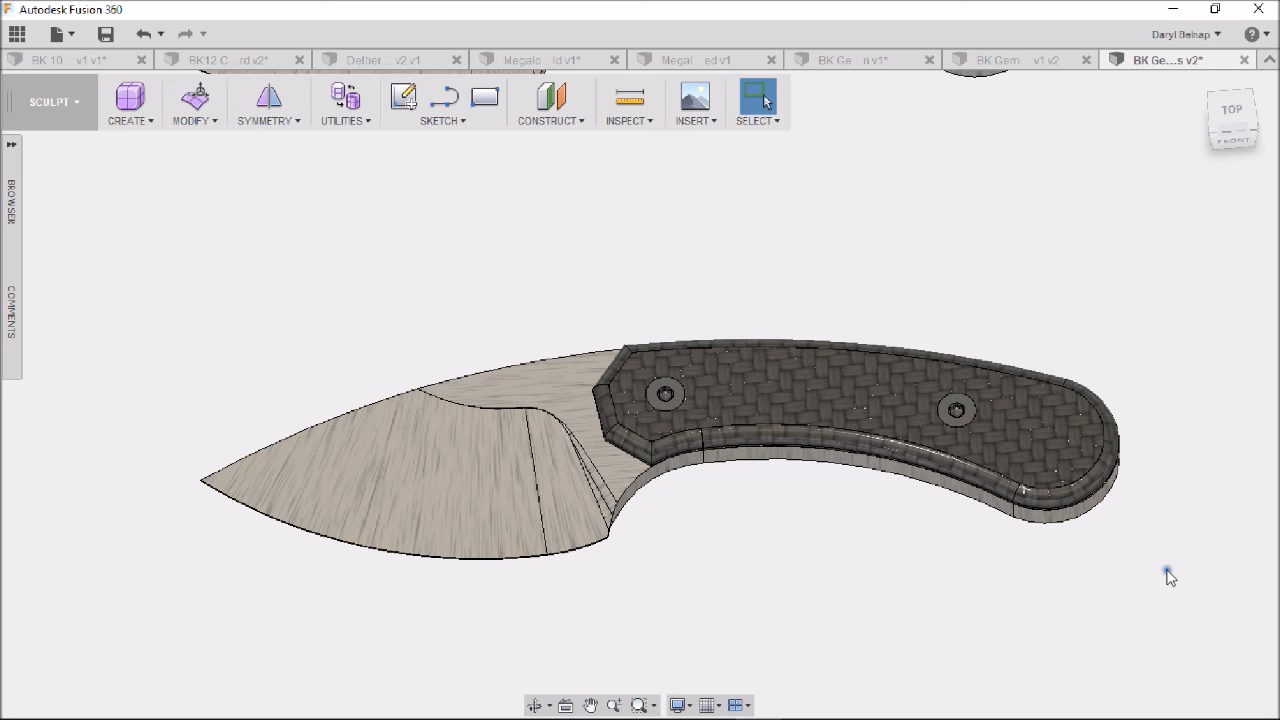 Autodesk Fusion 360
Daryl Belnap
BK 10 v1 v1*
BK12 C rd v2*
Delber v2 v1
Megalo ld v1*
Megal ed v1
BK Ge n v1*
BK Gem v1 v2
BK Ge...s v2*
SCULPT
CREATE
MODIFY
SYMMETRY
UTILITIES
SKETCH
CONSTRUCT
INSPECT
INSERT
SELECT
TOP
FRONT
BROWSER
COMMENTS